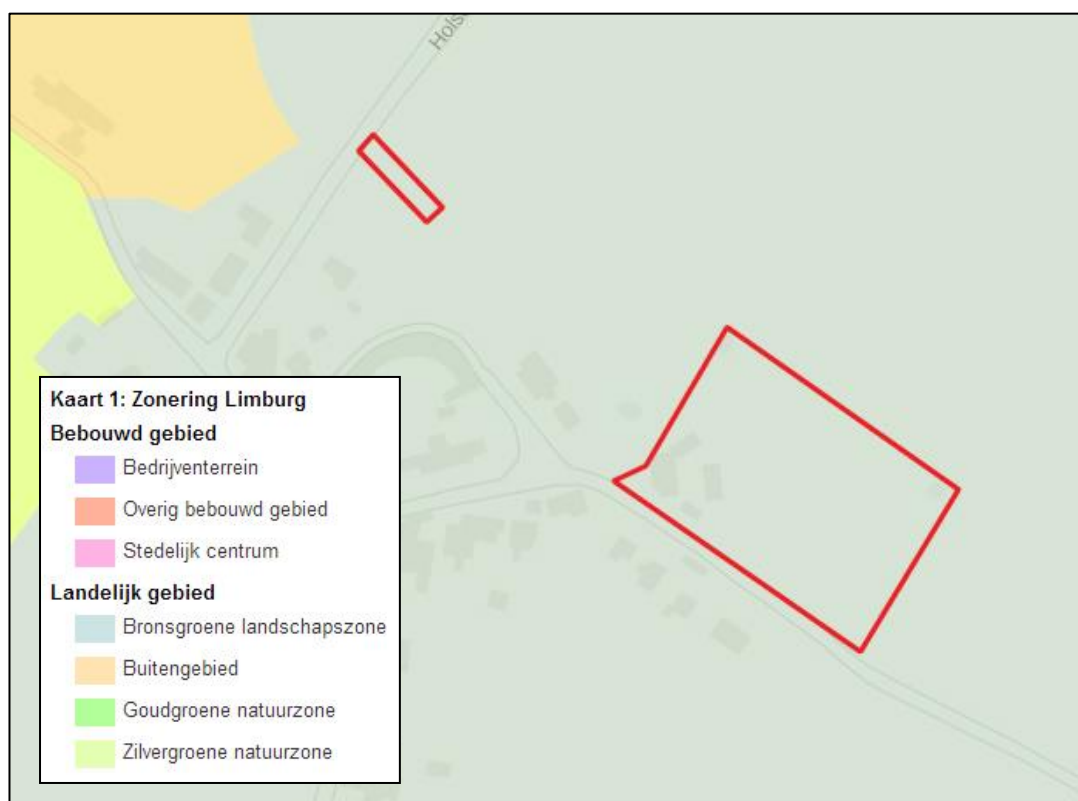 Kaart 1: Zonering Limburg
Bebouwd gebied
Bedrijventerrein
Overig bebouwd gebied
Stedelijk centrum
Landelijk gebied
Bronsgroene landschapszone
Buitengebied
Goudgroene natuurzone
Zilvergroene natuurzone